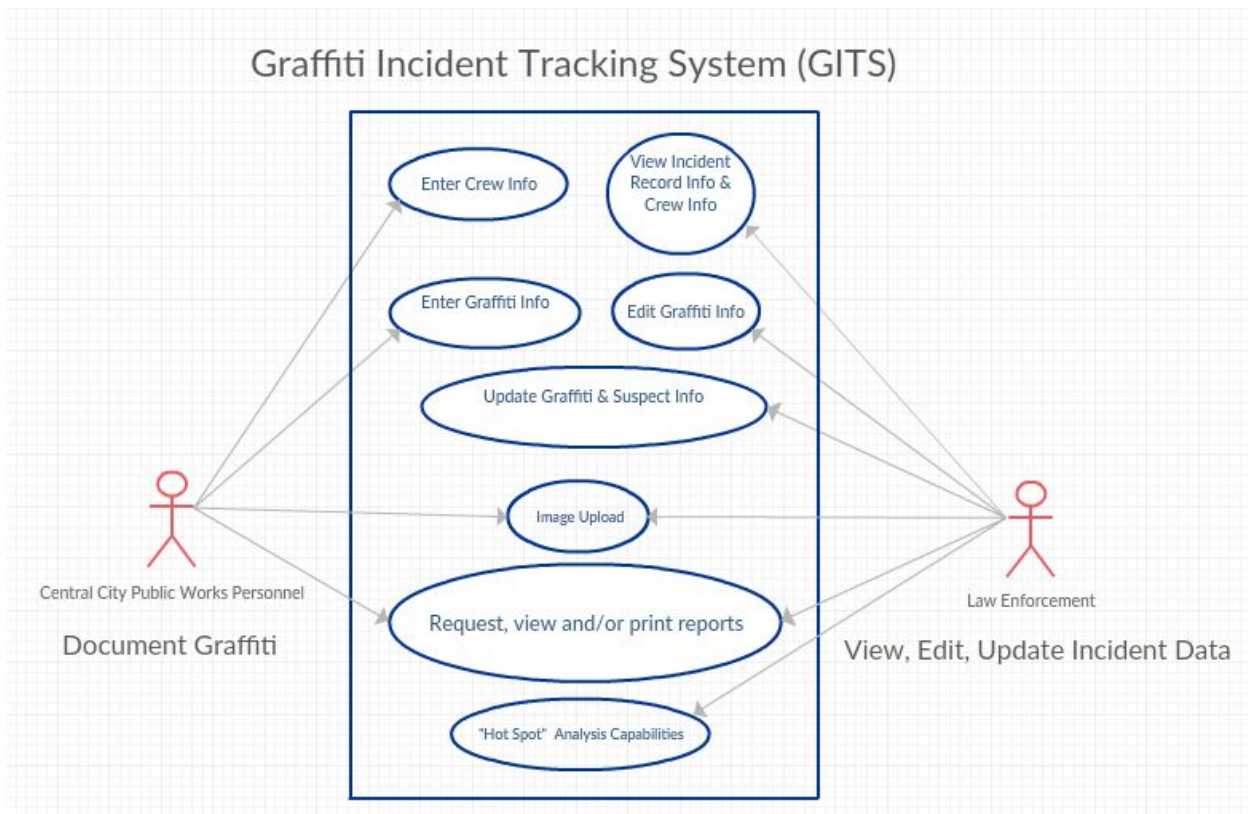 Graffiti Incident Tracking System (GITS)
Enter Crew Info
View Incident
Record Info &
Crew Info
Enter Graffiti Info
Edit Graffiti Info
Update Graffiti & Suspect Info
Image Upload
Central City Public Works Personnel
Document Graffiti
Request, view and/or print reports
Law Enforcement
View, Edit, Update Incident Data
"Hot Spot" Analysis Capabilities